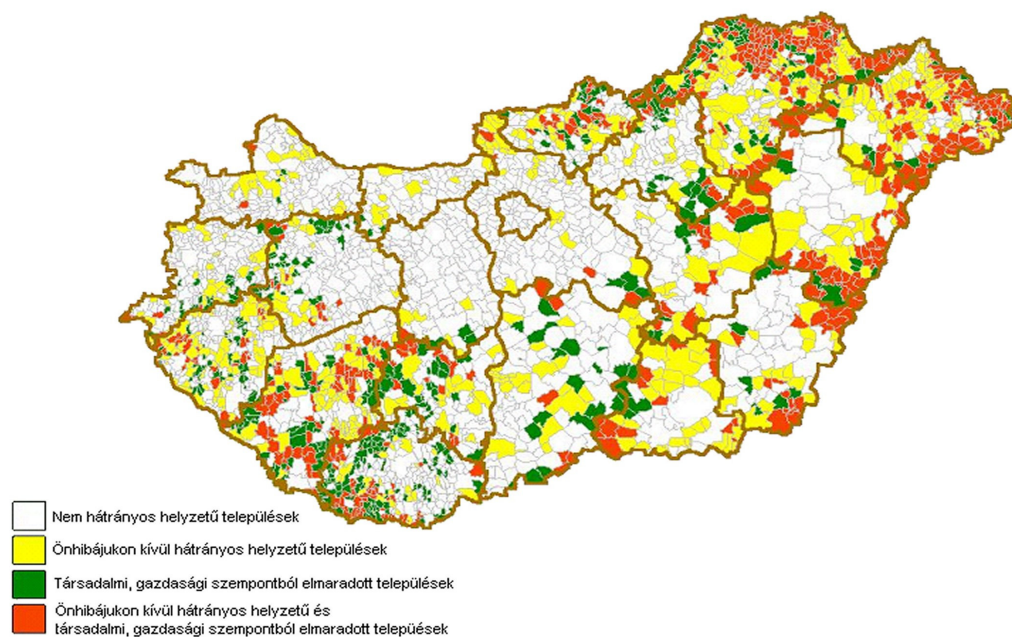 Nem hátrányos helyzetű települések
Önhibájukon kívül hátrányos helyzetű települések
Társadalmi, gazdasági szempontból elmaradott települések
Önhibájukon kívül hátrányos helyzetű és
társadalmi, gazdasági szempontból elmaradott tepüések